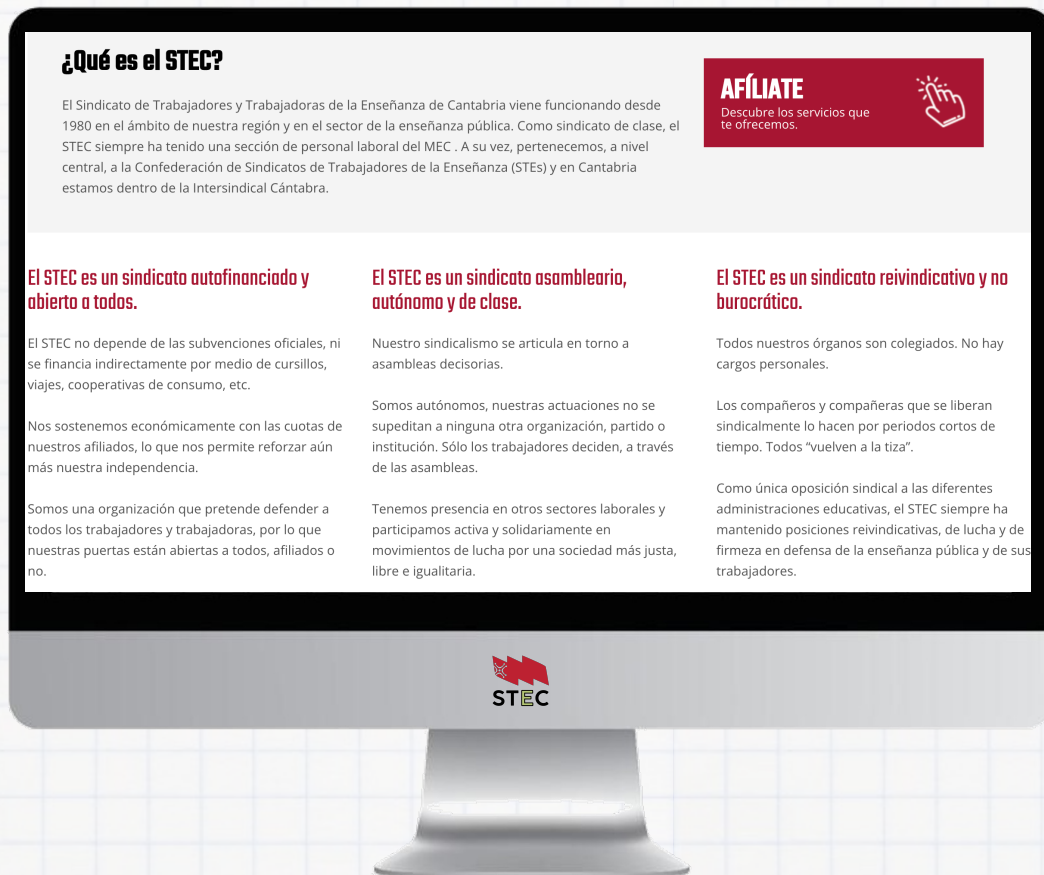 ¿Qué es el STEC?
El Sindicato de Trabajadores y Trabajadoras de la Enseñanza de Cantabria viene funcionando desde
1980 en el ámbito de nuestra región y en el sector de la enseñanza pública. Como sindicato de clase, el
STEC siempre ha tenido una sección de personal laboral del MEC . A su vez, pertenecemos, a nivel
central, a la Confederación de Sindicatos de Trabajadores de la Enseñanza (STEs) y en Cantabria
estamos dentro de la Intersindical Cántabra.
AFÍLIATE
Descubre los servicios que
te ofrecemos.
El STEC es un sindicato autofinanciado y
abierto a todos.
El STEC no depende de las subvenciones oficiales, ni
se financia indirectamente por medio de cursillos,
viajes, cooperativas de consumo, etc.
Nos sostenemos económicamente con las cuotas de
nuestros afiliados, lo que nos permite reforzar aún
más nuestra independencia.
Somos una organización que pretende defender a
todos los trabajadores y trabajadoras, por lo que
nuestras puertas están abiertas a todos, afiliados o
no.
El STEC es un sindicato asambleario,
autónomo y de clase.
Nuestro sindicalismo se articula en torno a
asambleas decisorias.
Somos autónomos, nuestras actuaciones no se
supeditan a ninguna otra organización, partido o
institución. Sólo los trabajadores deciden, a través
de las asambleas.
Tenemos presencia en otros sectores laborales y
participamos activa y solidariamente en
movimientos de lucha por una sociedad más justa,
libre e igualitaria.
El STEC es un sindicato reivindicativo y no
burocrático.
Todos nuestros órganos son colegiados. No hay
cargos personales.
Los compañeros y compañeras que se liberan
sindicalmente lo hacen por periodos cortos de
tiempo. Todos “vuelven a la tiza”.
Como única oposición sindical a las diferentes
administraciones educativas, el STEC siempre ha
mantenido posiciones reivindicativas, de lucha y de
firmeza en defensa de la enseñanza pública y de sus
trabajadores.
STEC